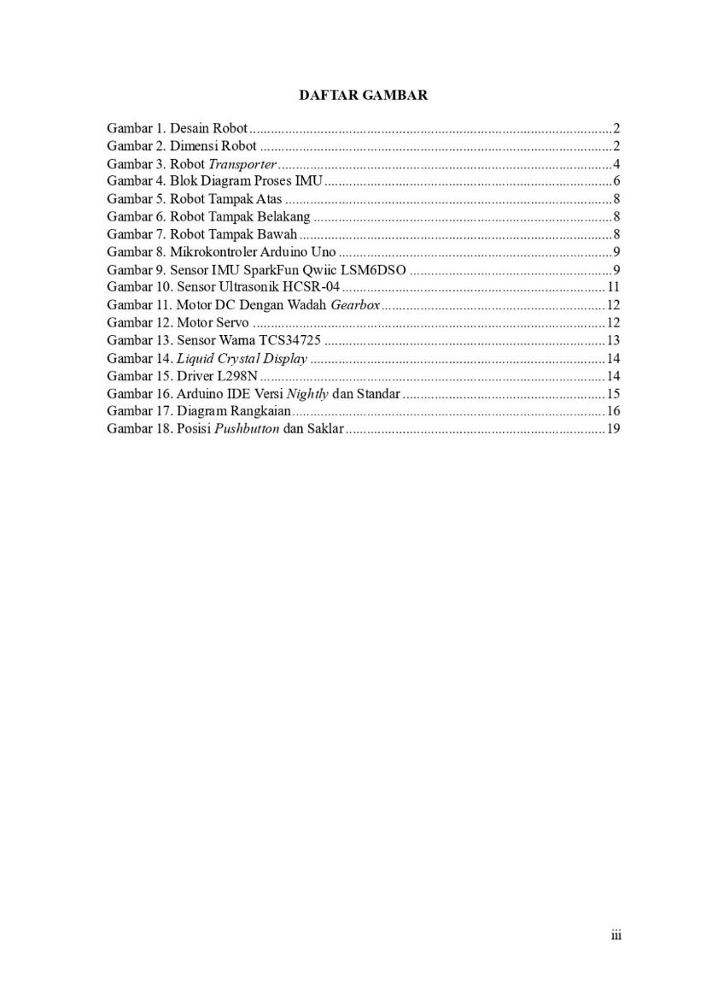 DAFTAR GAMBAR
Gambar 1. Desain Robot ........................................................................................................ 2
Gambar 2. Dimensi Robot .................................................................................................... 2
Gambar 3. Robot Transporter ............................................................................................... 4
Gambar 4. Blok Diagram Proses IMU .................................................................................. 6
Gambar 5. Robot Tampak Atas ............................................................................................. 8
Gambar 6. Robot Tampak Belakang ..................................................................................... 8
Gambar 7. Robot Tampak Bawah ......................................................................................... 8
Gambar 8. Mikrokontroler Arduino Uno .............................................................................. 9
Gambar 9. Sensor IMU SparkFun Qwiic LSM6DSO .......................................................... 9
Gambar 10. Sensor Ultrasonik HCSR-04 ........................................................................... 11
Gambar 11. Motor DC Dengan Wadah Gearbox ................................................................ 12
Gambar 12. Motor Servo .................................................................................................... 12
Gambar 13. Sensor Warna TCS34725 ................................................................................ 13
Gambar 14. Liquid Crystal Display .................................................................................... 14
Gambar 15. Driver L298N .................................................................................................. 14
Gambar 16. Arduino IDE Versi Nightly dan Standar .......................................................... 15
Gambar 17. Diagram Rangkaian ......................................................................................... 16
Gambar 18. Posisi Pushbutton dan Saklar .......................................................................... 19
iii